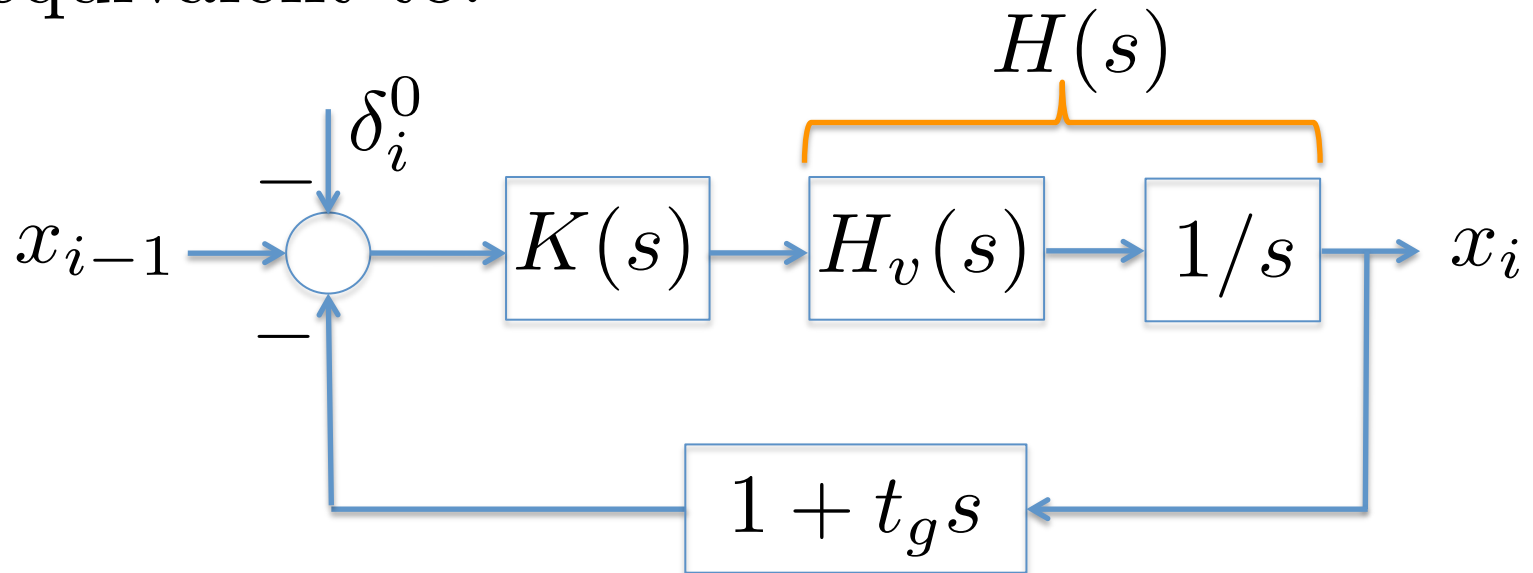 equivalent to:
H(s)
δ_i^0
−
x_{i−1}
K(s)
H_v(s)
1/s
x_i
−
1 + t_g s